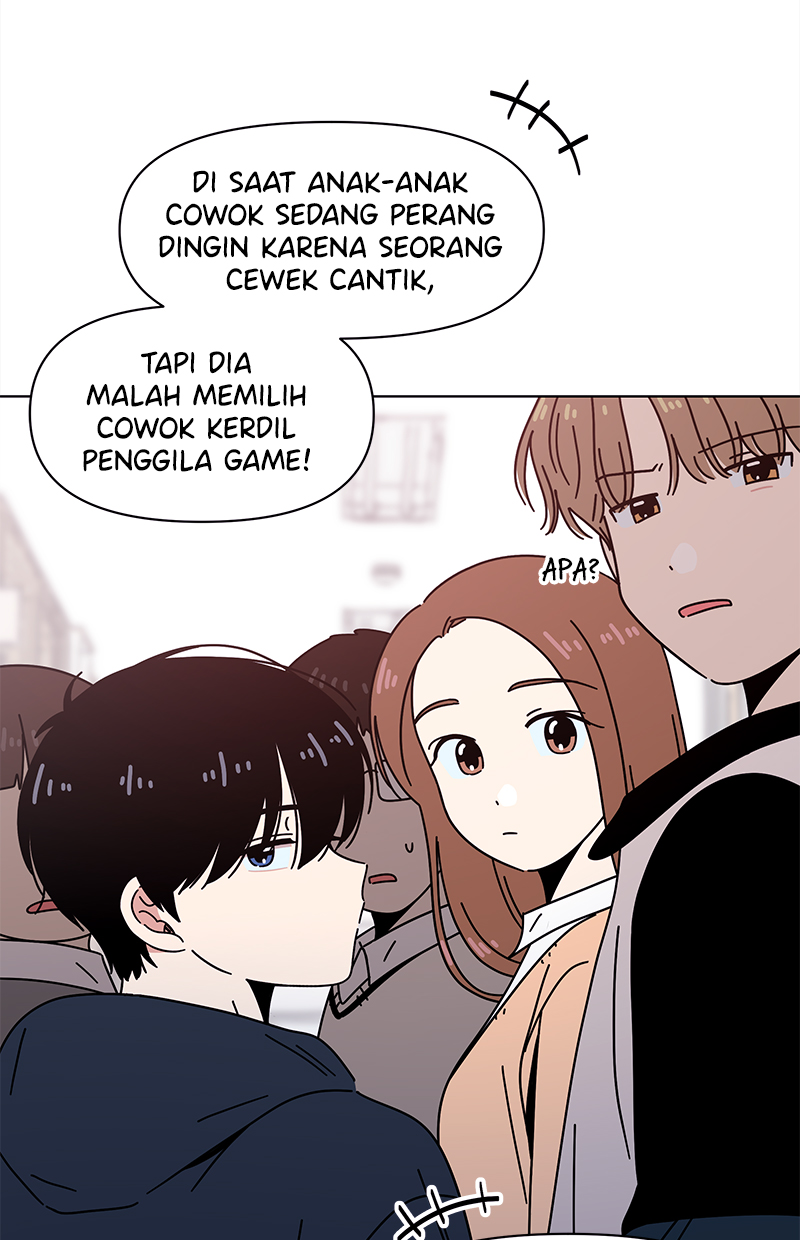 DI SAAT ANAK-ANAK
COWOK SEDANG PERANG
DINGIN KARENA SEORANG
CEWEK CANTIK,
TAPI DIA
MALAH MEMILIH
COWOK KERDIL
PENGGILA GAME!
APA?